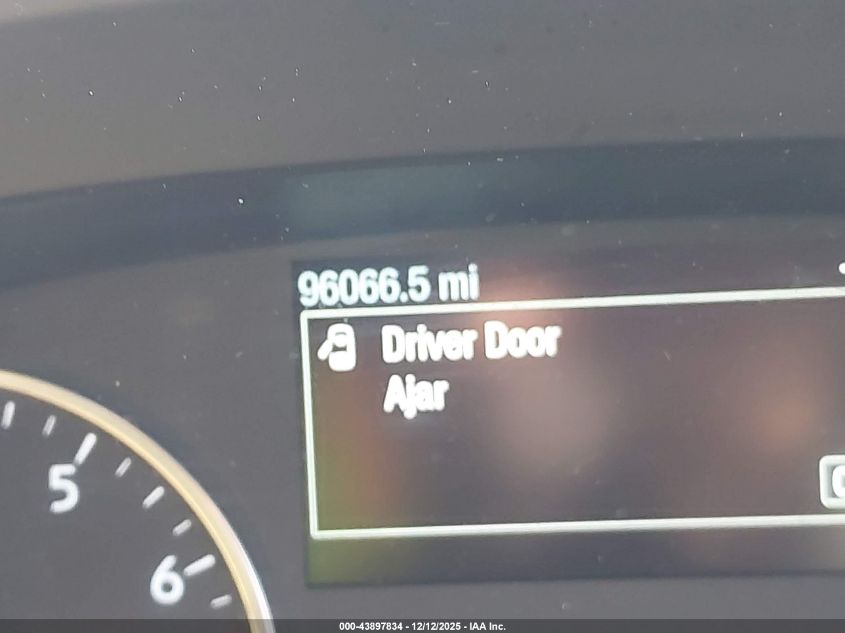 96066.5 mi
Driver Door
Ajar
5
6
000-43897834 - 12/12/2025 - IAA Inc.